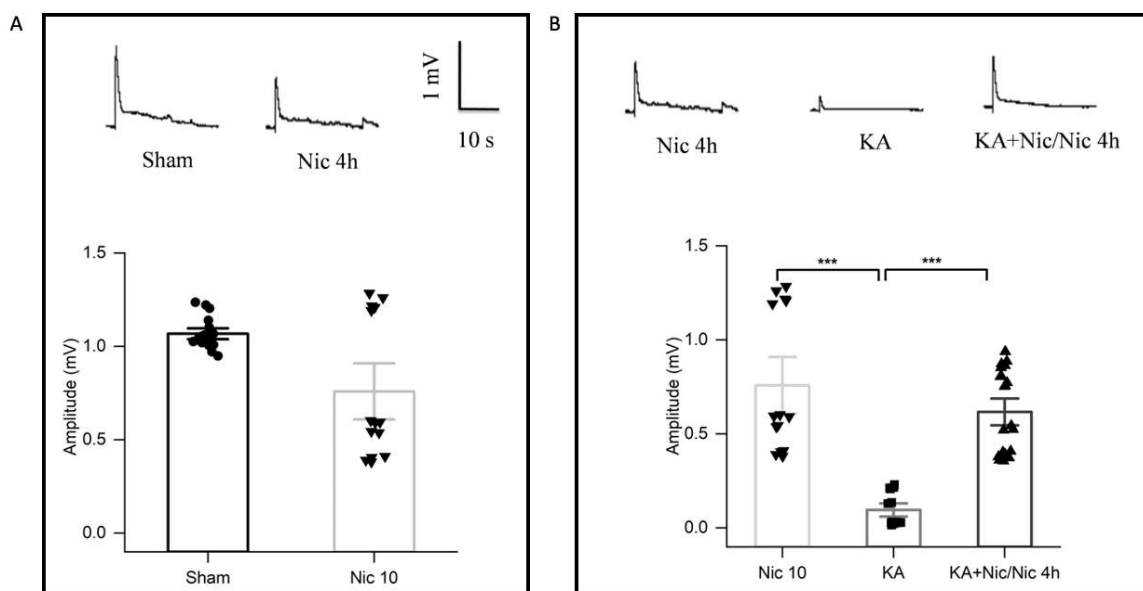 A
1 mV
10 s
Sham
Nic 4h
1.5
1.0
0.5
0.0
Amplitude (mV)
Sham
Nic 10
B
Nic 4h
KA
KA+Nic/Nic 4h
1.5
1.0
0.5
0.0
Amplitude (mV)
***
***
Nic 10
KA
KA+Nic/Nic 4h